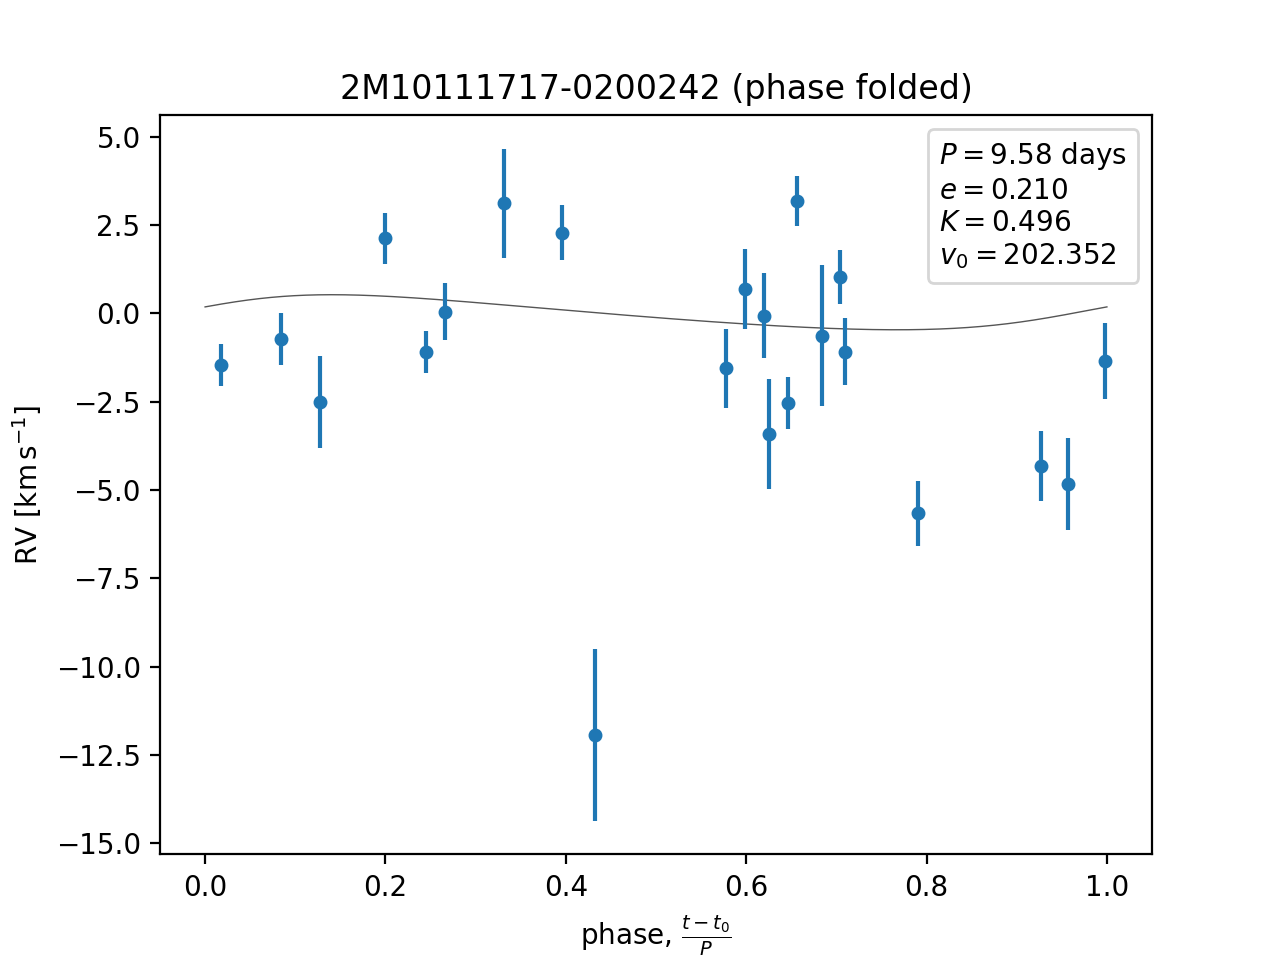 2M10111717-0200242 (phase folded)
P = 9.58 days
e = 0.210
K = 0.496
v₀ = 202.352
RV [km s⁻¹]
5.0
2.5
0.0
−2.5
−5.0
−7.5
−10.0
−12.5
−15.0
0.0 0.2 0.4 0.6 0.8 1.0
phase, (t − t₀)/P